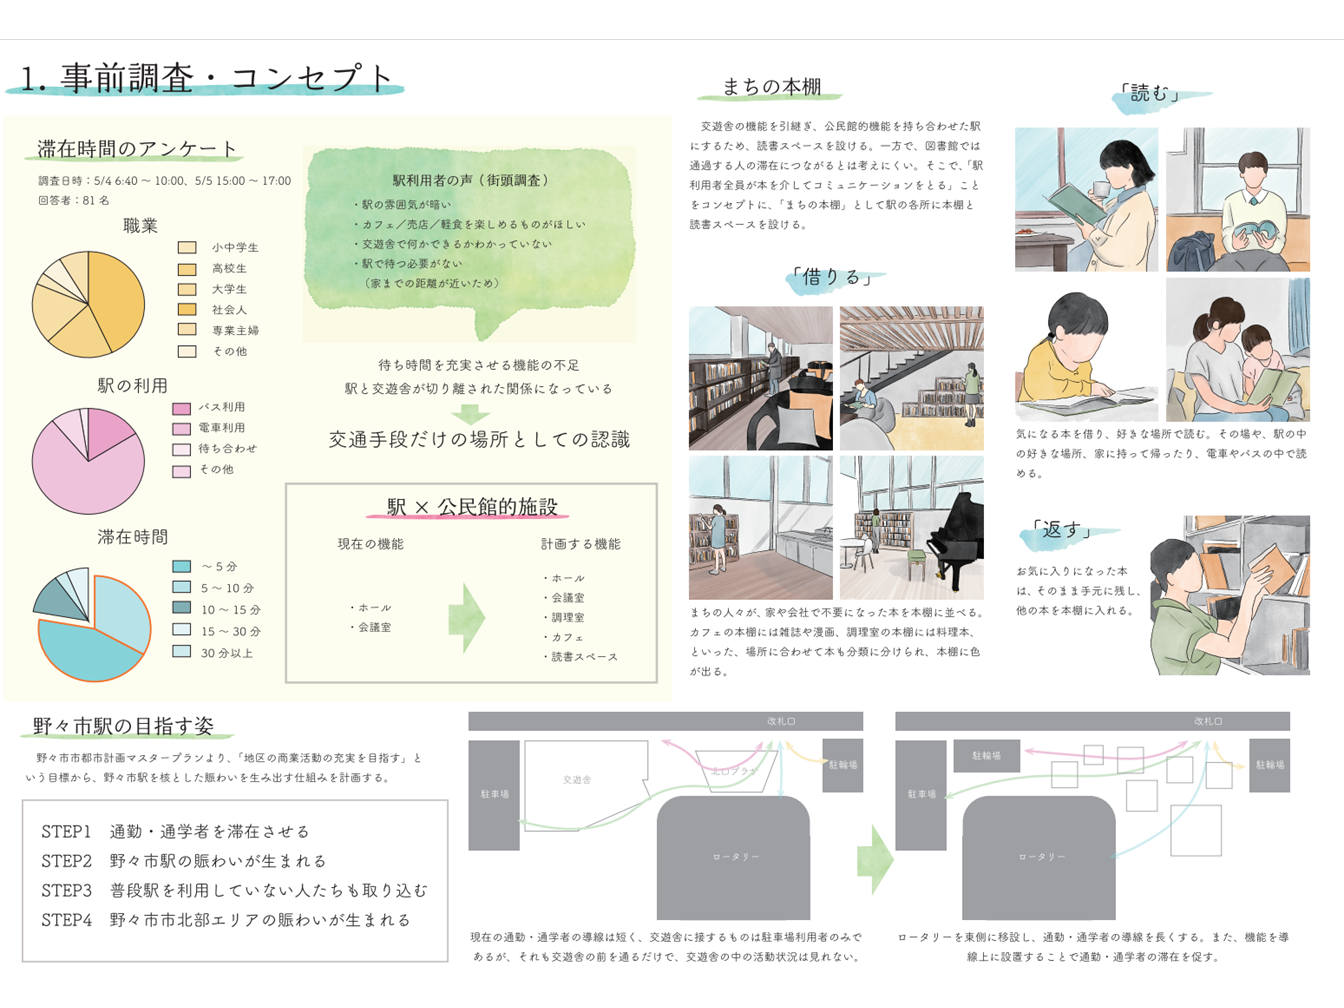 1. 事前調査・コンセプト
滞在時間のアンケート
調査日時：5/4 6:40 ～ 10:00、5/5 15:00 ～ 17:00
回答者：81 名
職業
小中学生
高校生
大学生
社会人
専業主婦
その他
駅の利用
バス利用
電車利用
待ち合わせ
その他
滞在時間
～ 5 分
5 ～ 10 分
10 ～ 15 分
15 ～ 30 分
30 分以上
駅利用者の声（街頭調査）
・駅の雰囲気が暗い
・カフェ／売店／軽食を楽しめるものがほしい
・交遊舎で何かできるかわかっていない
・駅で待つ必要がない
（家までの距離が近いため）
待ち時間を充実させる機能の不足
駅と交遊舎が切り離された関係になっている
交通手段だけの場所としての認識
駅 × 公民館的施設
現在の機能
・ホール
・会議室
計画する機能
・ホール
・会議室
・調理室
・カフェ
・読書スペース
まちの本棚
交遊舎の機能を引継ぎ、公民館的機能を持ち合わせた駅
にするため、読書スペースを設ける。一方で、図書館では
通過する人の滞在につながるとは考えにくい。そこで、「駅
利用者全員が本を介してコミュニケーションをとる」こと
をコンセプトに、「まちの本棚」として駅の各所に本棚と
読書スペースを設ける。
「借りる」
まちの人々が、家や会社で不要になった本を本棚に並べる。
カフェの本棚には雑誌や漫画、調理室の本棚には料理本、
といった、場所に合わせて本も分類に分けられ、本棚に色
が出る。
「読む」
気になる本を借り、好きな場所で読む。その場や、駅の中
の好きな場所、家に持って帰ったり、電車やバスの中で読
める。
「返す」
お気に入りになった本
は、そのまま手元に残し、
他の本を本棚に入れる。
野々市駅の目指す姿
野々市市都市計画マスタープランより、「地区の商業活動の充実を目指す」と
いう目標から、野々市駅を核とした賑わいを生み出す仕組みを計画する。
STEP1 通勤・通学者を滞在させる
STEP2 野々市駅の賑わいが生まれる
STEP3 普段駅を利用していない人たちも取り込む
STEP4 野々市市北部エリアの賑わいが生まれる
改札口
駐車場
交遊舎
北口プラザ
駐輪場
ロータリー
現在の通勤・通学者の導線は短く、交遊舎に接するものは駐車場利用者のみで
あるが、それも交遊舎の前を通るだけで、交遊舎の中の活動状況は見れない。
改札口
駐輪場
駐車場
駐輪場
ロータリー
ロータリーを東側に移設し、通勤・通学者の導線を長くする。また、機能を導
線上に設置することで通勤・通学者の滞在を促す。